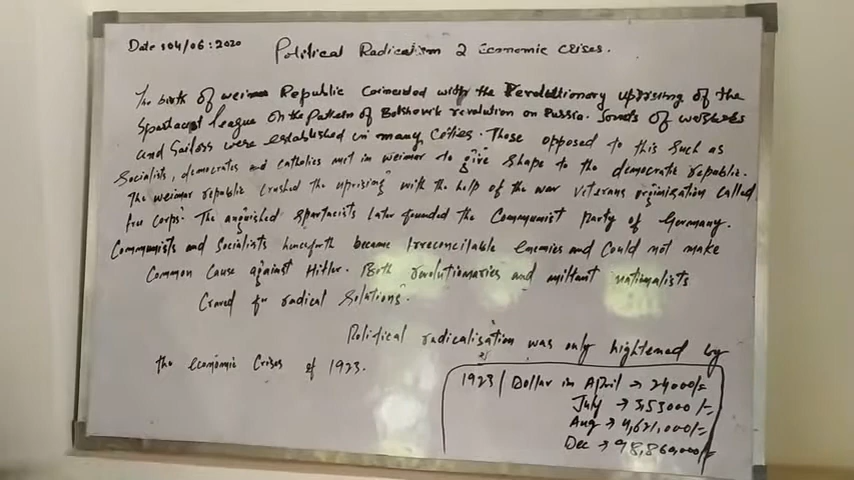 Date : 04/06/2020
Political Radicalism & Economic crises.
The birth of weimar Republic Coincided with the Revolutionary uprising of the
Spartacist league on the pattern of Bolshevik revolution on Russia. Soveits of workers
and Sailors were established in many Cities. Those opposed to this such as
Socialists, democrates and catholics met in weimar to give shape to the democratic republic.
The weimar republic Crushed the uprising with the help of the war veterans orginisation called
free Corps. The anguished Spartacists Later founded the Communist Party of Germany.
Communists and Socialists henceforth became Irreconcilable enemies and Could not make
Common Cause against Hitler. Both revolutionaries and militant nationalists
Craved for radical Solutions.
Political radicalisation was only hightened by
the economic Crises of 1923.
1923 | Dollar in April → 24000/=
July → 3,53000/=
Aug → 4,621,000/=
Dec → 98,860,000/=